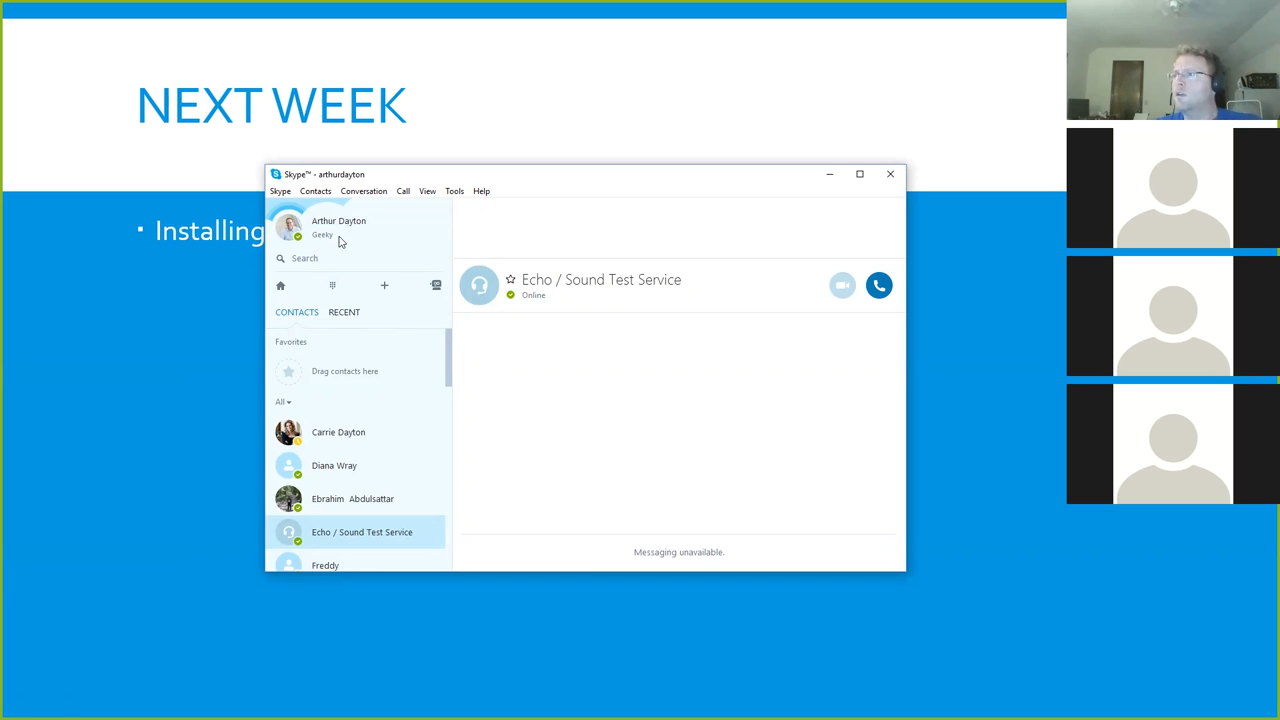 NEXT WEEK
▪ Installing
Skype™ - arthurdayton
Skype Contacts Conversation Call View Tools Help
Arthur Dayton
Geeky
Search
CONTACTS RECENT
Favorites
Drag contacts here
All
Carrie Dayton
Diana Wray
Ebrahim Abdulsattar
Echo / Sound Test Service
Freddy
Echo / Sound Test Service
Online
Messaging unavailable.